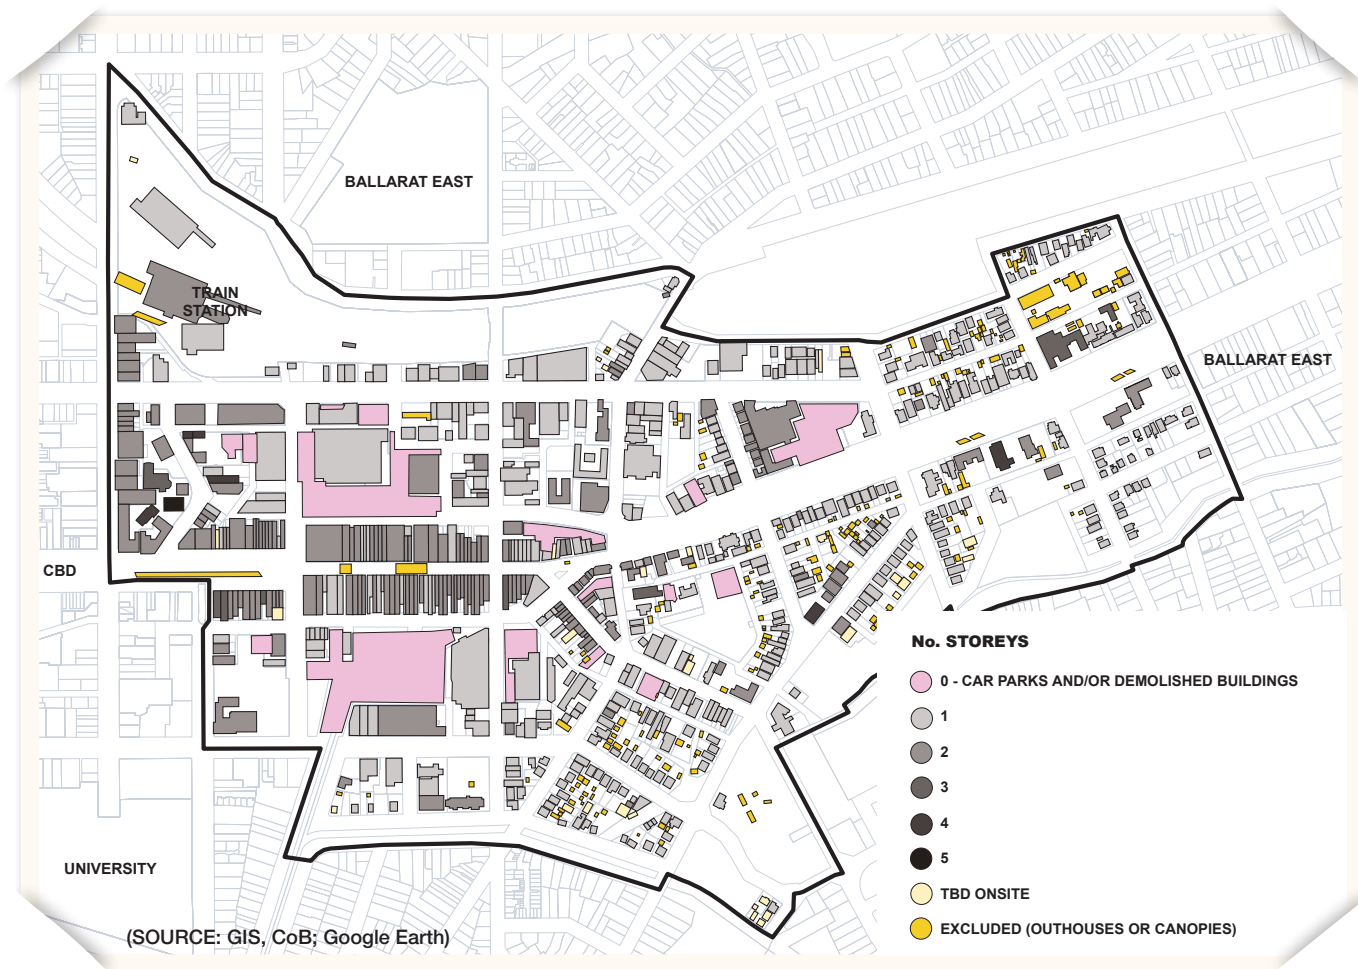 BALLARAT EAST
TRAIN
STATION
BALLARAT EAST
CBD
No. STOREYS
0 - CAR PARKS AND/OR DEMOLISHED BUILDINGS
1
2
3
4
5
TBD ONSITE
EXCLUDED (OUTHOUSES OR CANOPIES)
UNIVERSITY
(SOURCE: GIS, CoB; Google Earth)